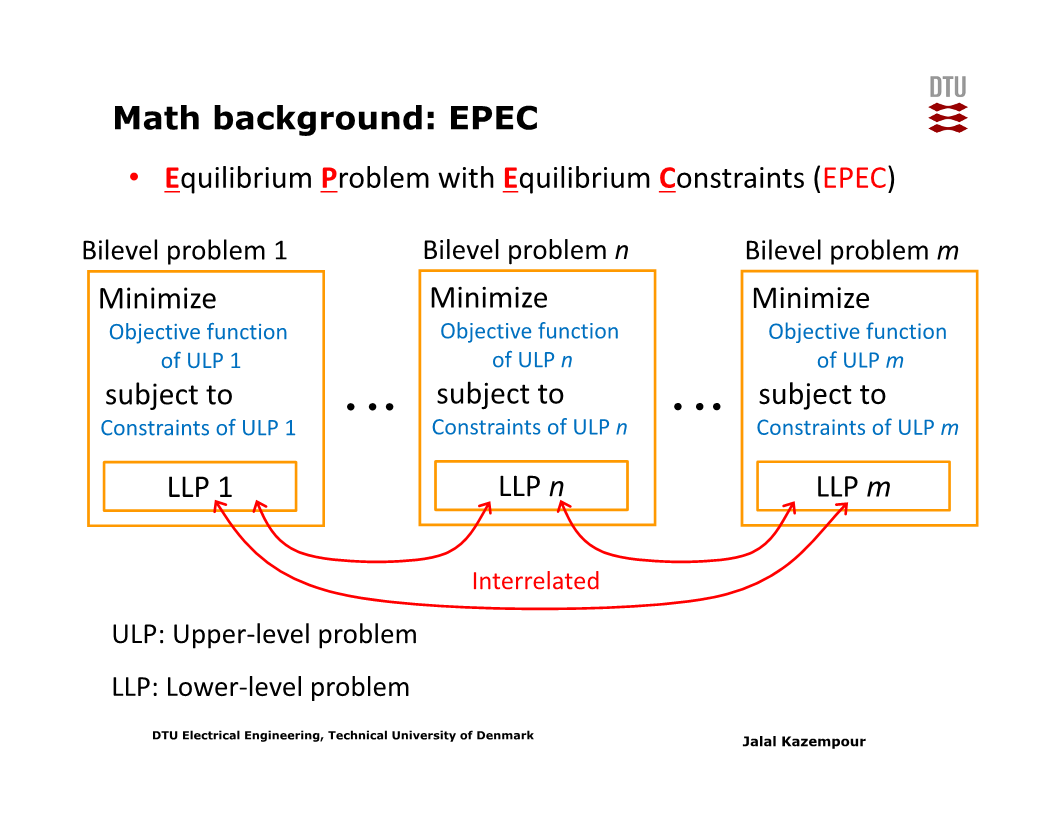 DTU
Math background: EPEC
• Equilibrium Problem with Equilibrium Constraints (EPEC)
Bilevel problem 1
Minimize
Objective function
of ULP 1
subject to
Constraints of ULP 1
LLP 1
...
Bilevel problem n
Minimize
Objective function
of ULP n
subject to
Constraints of ULP n
LLP n
...
Bilevel problem m
Minimize
Objective function
of ULP m
subject to
Constraints of ULP m
LLP m
Interrelated
ULP: Upper-level problem
LLP: Lower-level problem
DTU Electrical Engineering, Technical University of Denmark
Jalal Kazempour